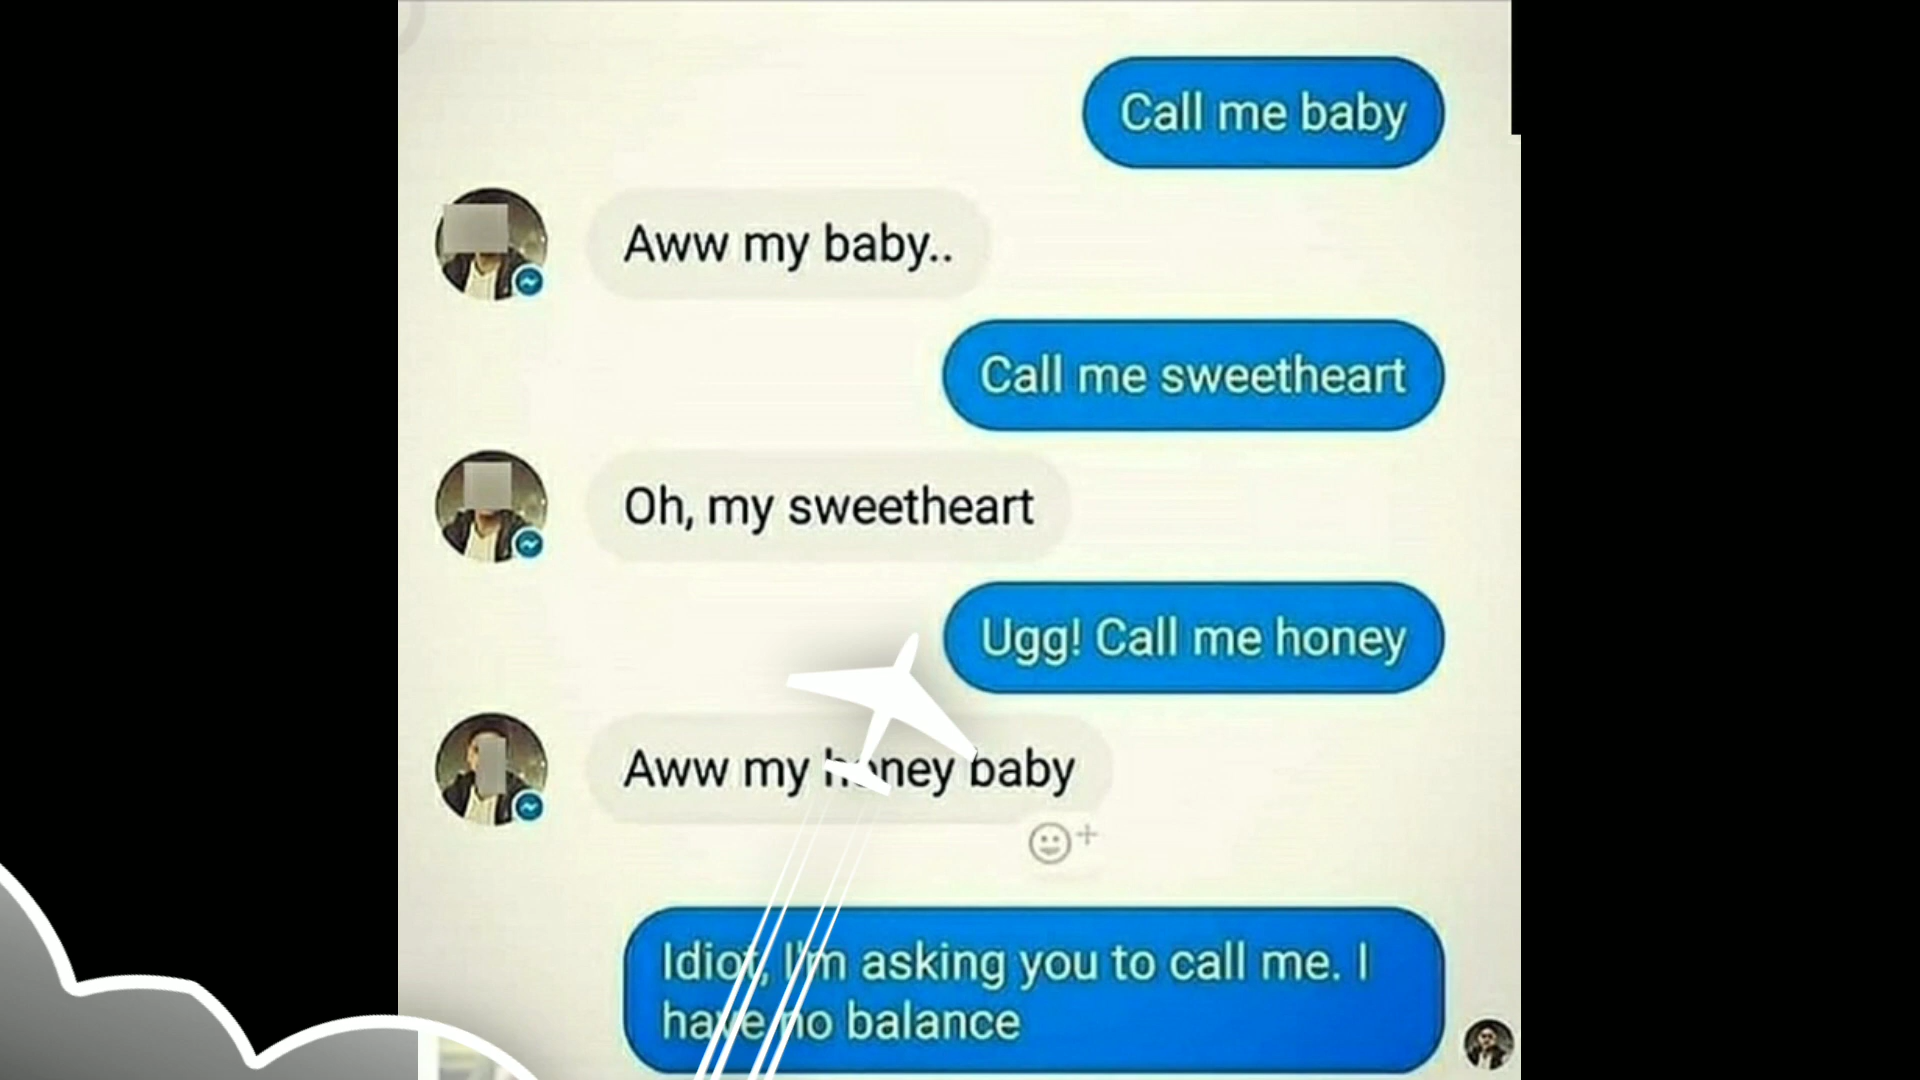 Call me baby
Aww my baby..
Call me sweetheart
Oh, my sweetheart
Ugg! Call me honey
Aww my honey baby
Idiot, I'm asking you to call me. I
have no balance